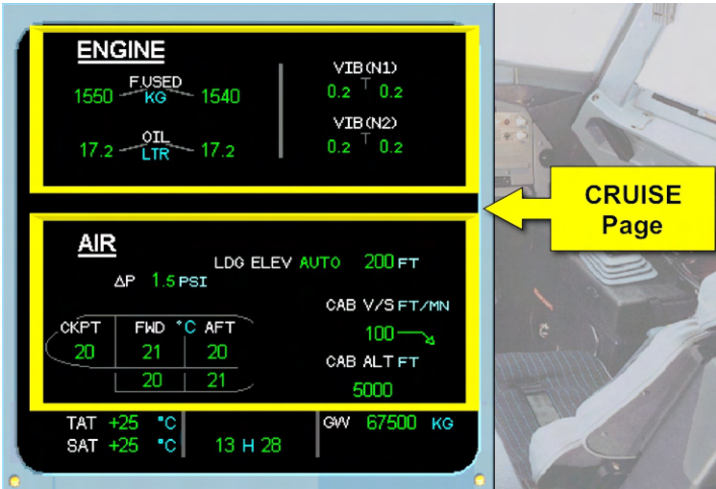 ENGINE
F.USED
1550 KG 1540
OIL
17.2 LTR 17.2
VIB (N1)
0.2 0.2
VIB (N2)
0.2 0.2
CRUISE
Page
AIR
LDG ELEV AUTO 200 FT
ΔP 1.5 PSI
CAB V/S FT/MN
100
CKPT FWD °C AFT
20 21 20
20 21
CAB ALT FT
5000
TAT +25 °C
SAT +25 °C
13 H 28
GW 67500 KG